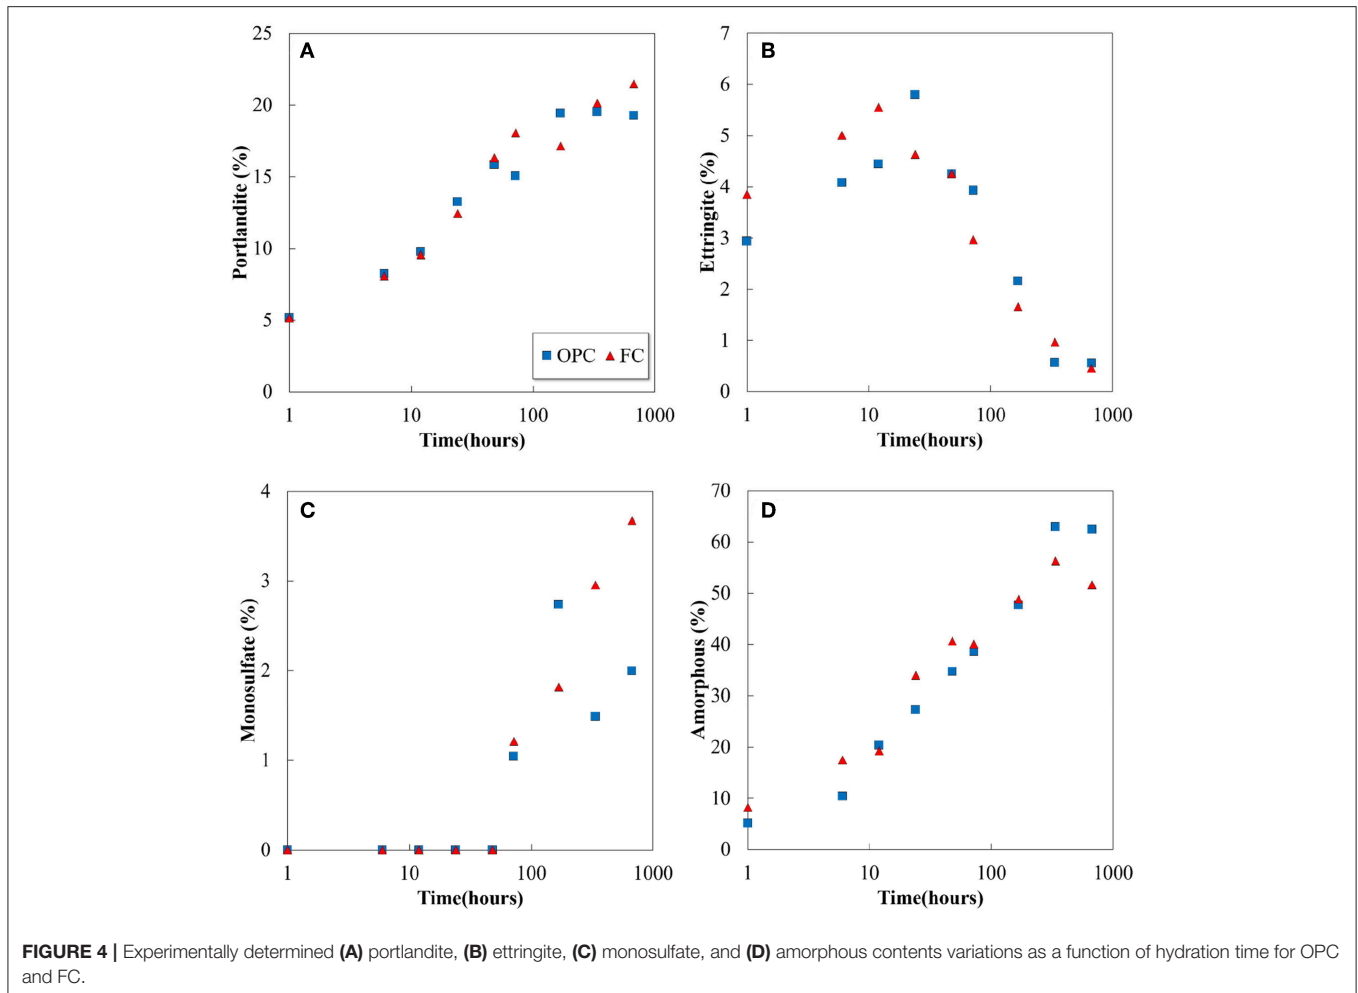 25
20
15
10
5
0
A
Portlandite (%)
OPC FC
1 10 100 1000
Time(hours)
7
6
5
4
3
2
1
0
B
Ettringite (%)
1 10 100 1000
Time(hours)
4
3
2
1
0
C
Monosulfate (%)
1 10 100 1000
Time(hours)
70
60
50
40
30
20
10
0
D
Amorphous (%)
1 10 100 1000
Time(hours)
FIGURE 4 | Experimentally determined (A) portlandite, (B) ettringite, (C) monosulfate, and (D) amorphous contents variations as a function of hydration time for OPC
and FC.